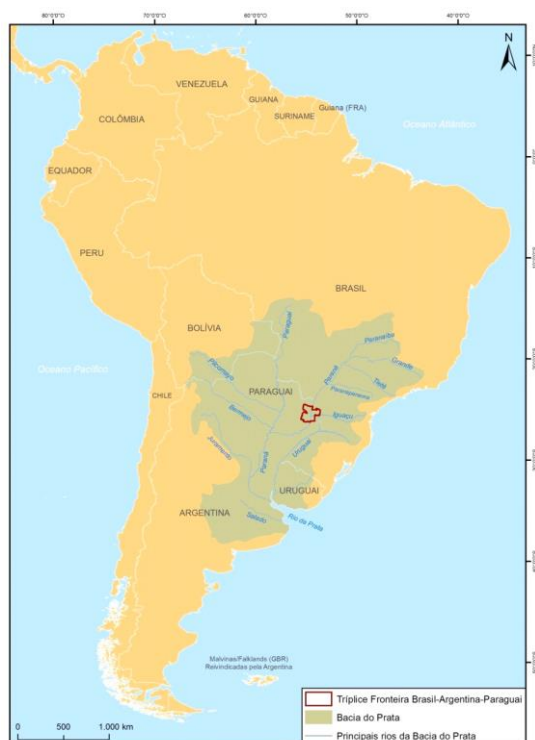 80°0'0"O
70°0'0"O
60°0'0"O
50°0'0"O
40°0'0"O
N
VENEZUELA
GUIANA
Guiana (FRA)
SURINAME
COLÔMBIA
Oceano Atlântico
EQUADOR
PERU
BRASIL
BOLÍVIA
Paraguai
Paranaíba
Grande
Pilcomayo
Paraná
Tietê
Oceano Pacífico
PARAGUAI
Paranapanema
CHILE
Bermejo
Iguaçu
Juramento
Paraná
Uruguai
URUGUAI
ARGENTINA
Salado
Rio da Prata
Malvinas/Falklands (GBR)
Reivindicadas pela Argentina
0 500 1.000 km
Tríplice Fronteira Brasil-Argentina-Paraguai
Bacia do Prata
Principais rios da Bacia do Prata